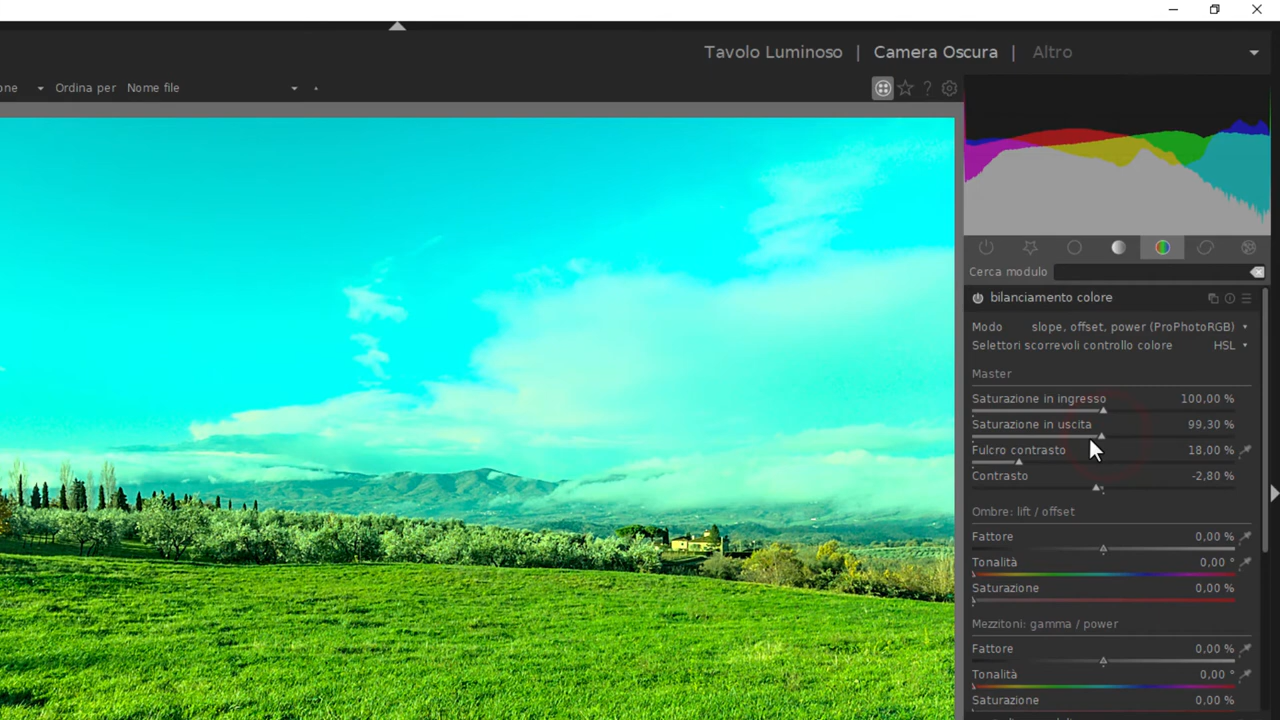 Tavolo Luminoso | Camera Oscura | Altro
one Ordina per Nome file
Cerca modulo
bilanciamento colore
Modo slope, offset, power (ProPhotoRGB)
Selettori scorrevoli controllo colore HSL
Master
Saturazione in ingresso 100,00 %
Saturazione in uscita 99,30 %
Fulcro contrasto 18,00 %
Contrasto -2,80 %
Ombre: lift / offset
Fattore 0,00 %
Tonalità 0,00 °
Saturazione 0,00 %
Mezzitoni: gamma / power
Fattore 0,00 %
Tonalità 0,00 °
Saturazione 0,00 %